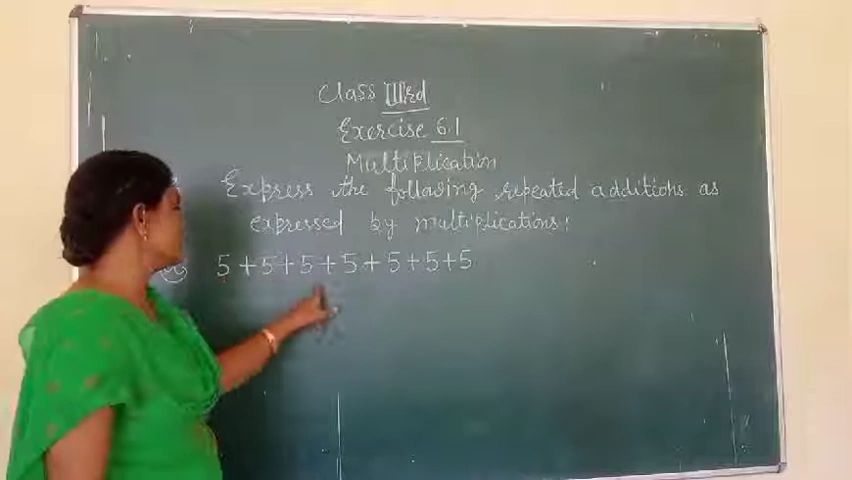 Class IIIrd
Exercise 6.1
Multiplication
Express the following repeated additions as
expressed by multiplications:
5+5+5+5+5+5+5